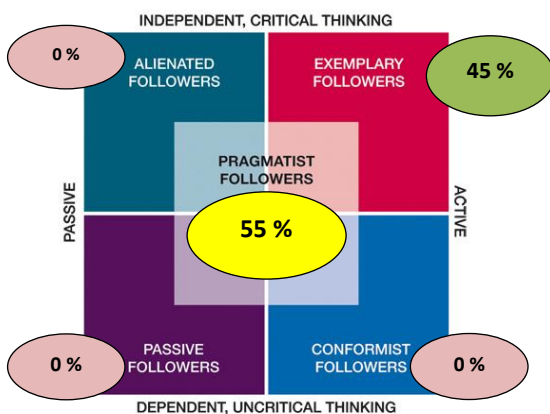 INDEPENDENT, CRITICAL THINKING
0 %
ALIENATED
FOLLOWERS
EXEMPLARY
FOLLOWERS
45 %
PRAGMATIST
FOLLOWERS
PASSIVE
ACTIVE
55 %
0 %
PASSIVE
FOLLOWERS
CONFORMIST
FOLLOWERS
0 %
DEPENDENT, UNCRITICAL THINKING